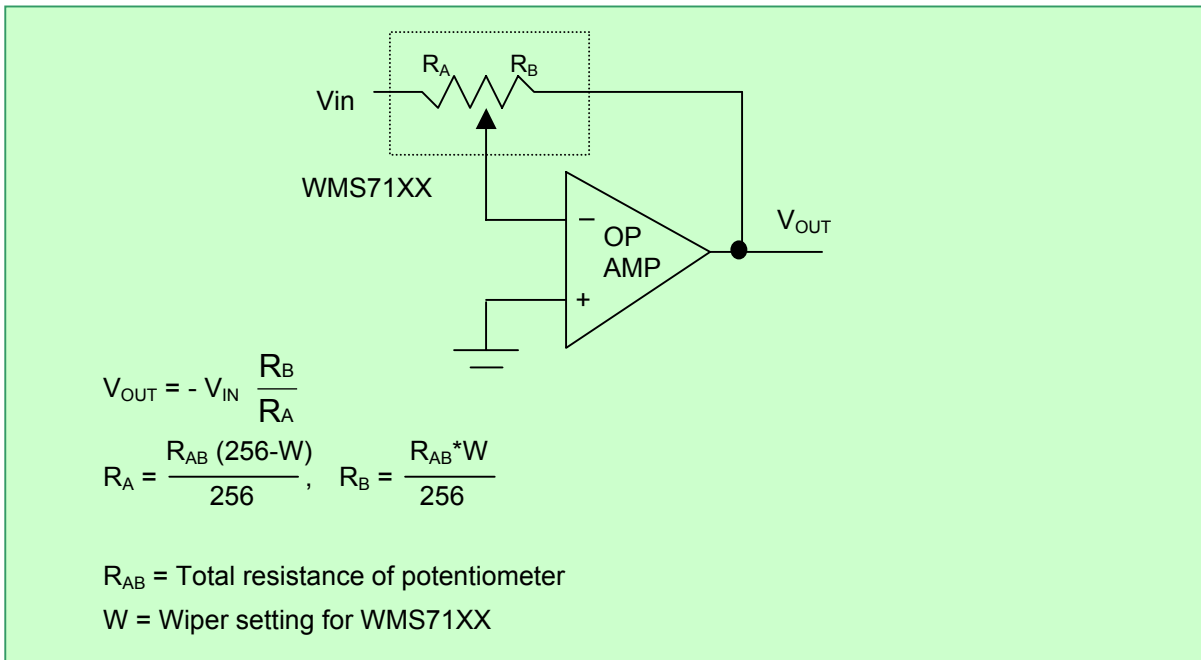 R_A R_B
Vin
WMS71XX
− OP AMP +
V_OUT
V_OUT = - V_IN R_B / R_A
R_A = R_AB (256-W) / 256 , R_B = R_AB*W / 256
R_AB = Total resistance of potentiometer
W = Wiper setting for WMS71XX